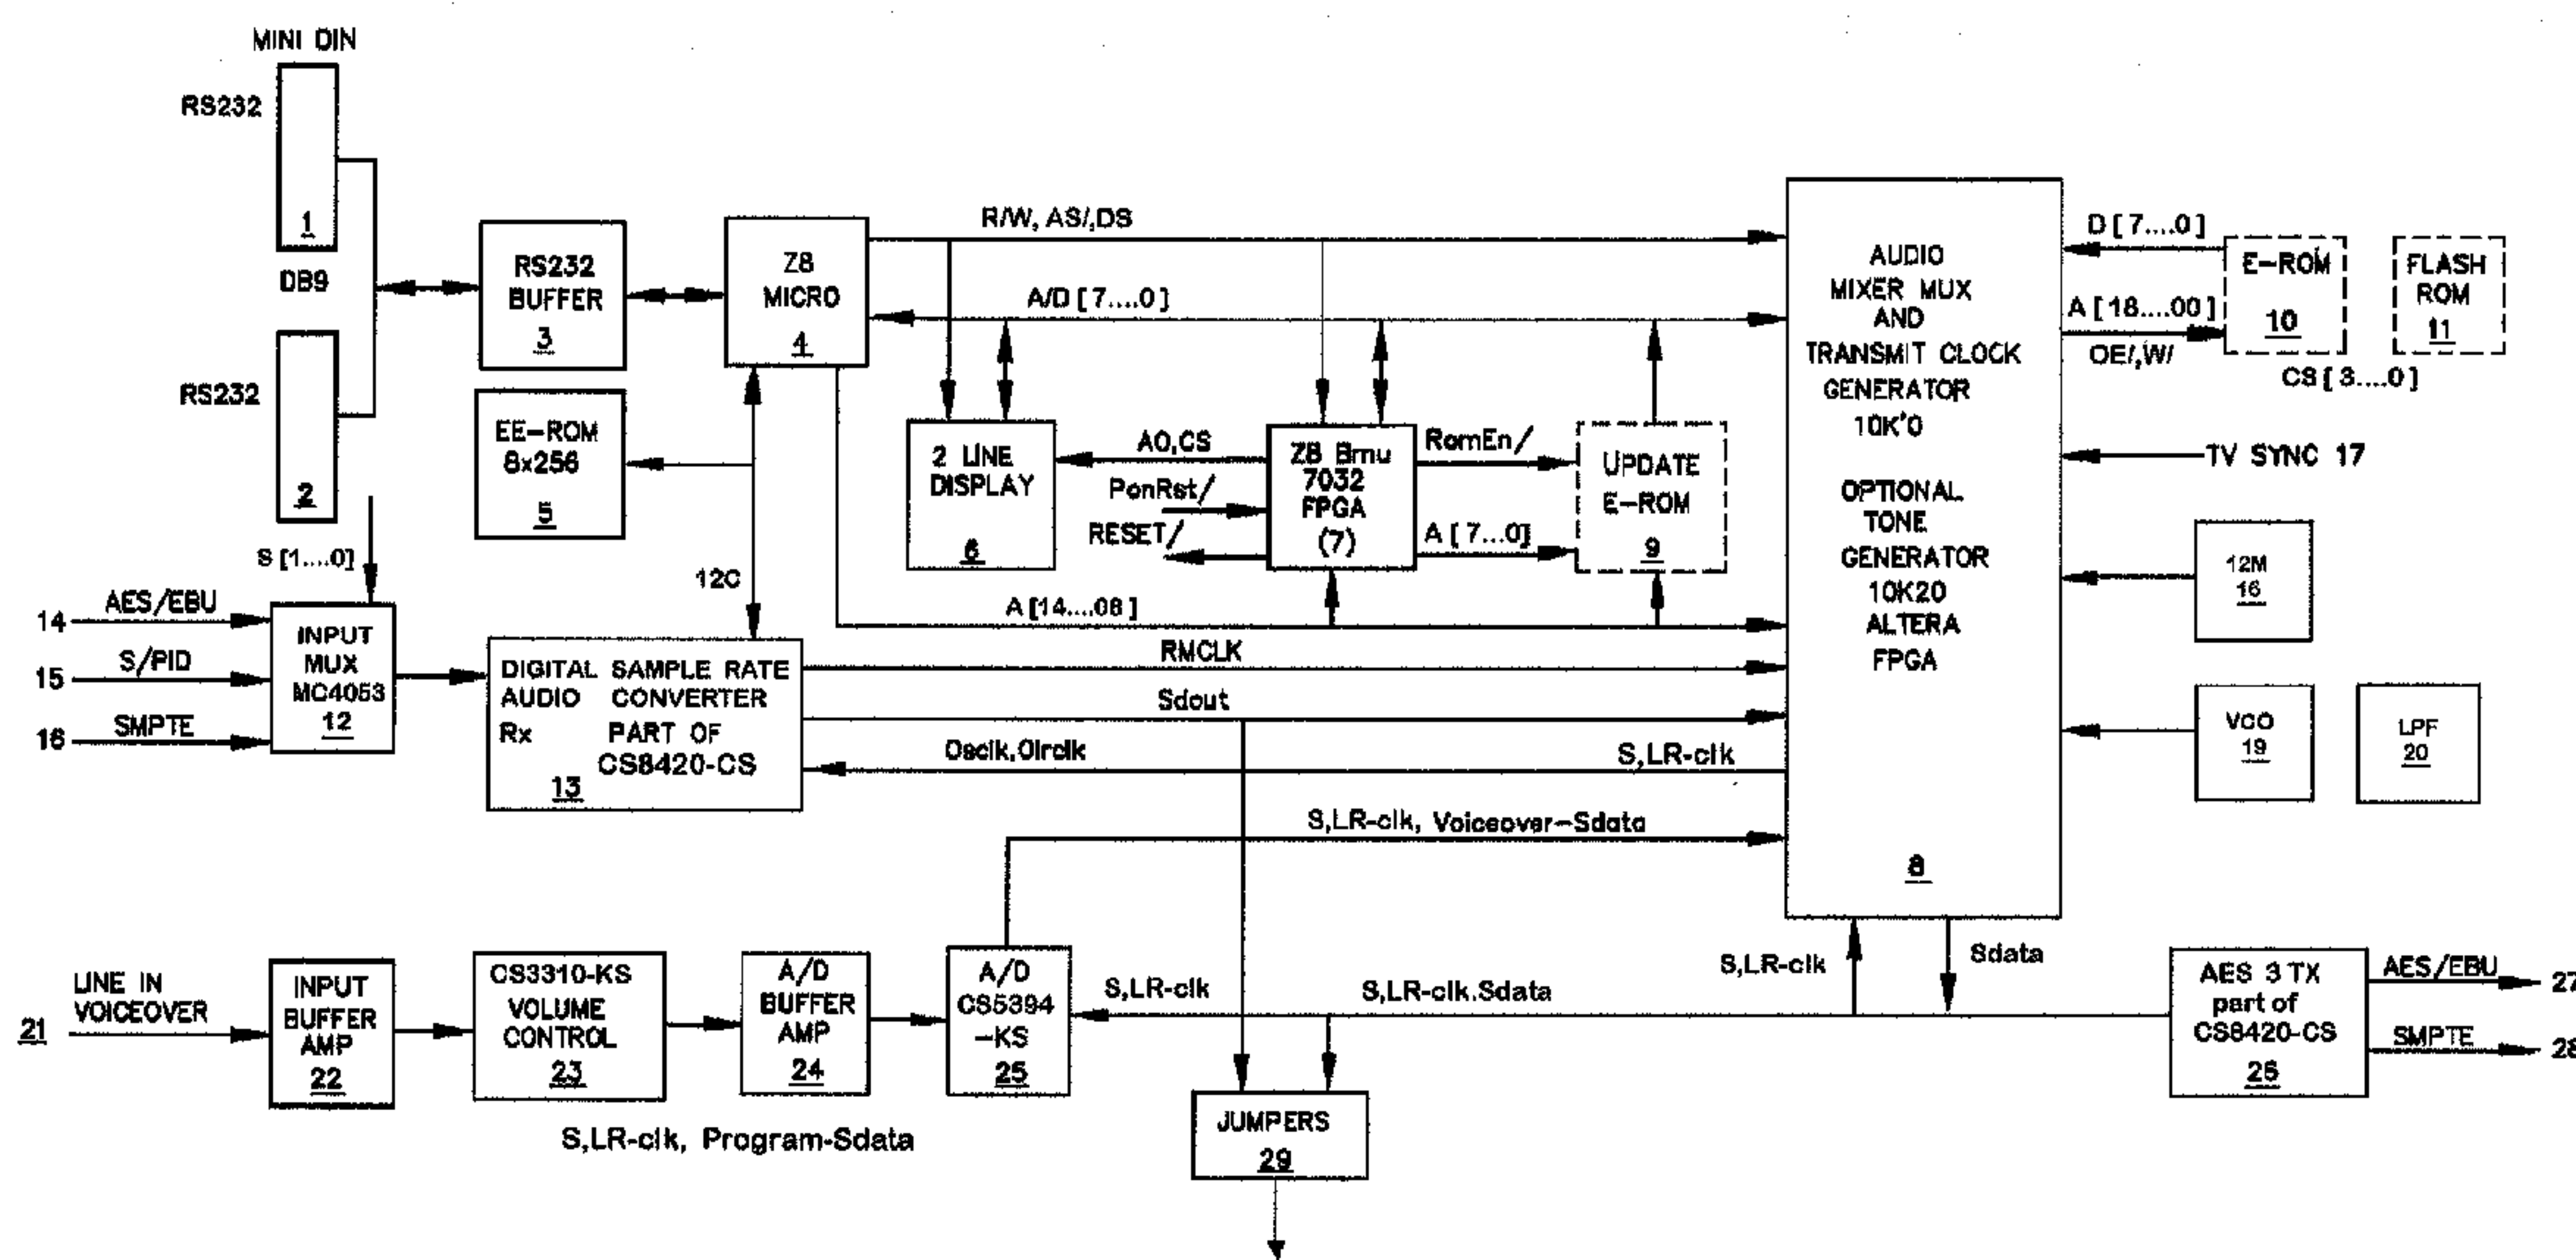 MINI DIN
RS232
1
DB9
RS232
2
RS232
BUFFER
3
Z8
MICRO
4
EE-ROM
8x256
5
R/W, AS/,DS
A/D [ 7....0 ]
2 LINE
DISPLAY
6
A0,CS
PonRst/
RESET/
Z8 Bmu
7032
FPGA
(7)
RomEn/
A [ 7...0]
UPDATE
E-ROM
9
AUDIO
MIXER MUX
AND
TRANSMIT CLOCK
GENERATOR
10K'0
OPTIONAL
TONE
GENERATOR
10K20
ALTERA
FPGA
8
D [ 7....0 ]
A [ 18....00 ]
OE/,W/
E-ROM
10
FLASH
ROM
11
CS [ 3....0 ]
TV SYNC 17
12M
16
VCO
19
LPF
20
S [1....0]
12C
A [14....08 ]
14
AES/EBU
15
S/PID
16
SMPTE
INPUT
MUX
MC4053
12
DIGITAL SAMPLE RATE
AUDIO CONVERTER
Rx PART OF
CS8420-CS
13
RMCLK
Sdout
Osclk,Olrclk
S,LR-clk
S,LR-clk, Voiceover-Sdata
LINE IN
VOICEOVER
21
INPUT
BUFFER
AMP
22
CS3310-KS
VOLUME
CONTROL
23
A/D
BUFFER
AMP
24
A/D
CS5394
-KS
25
S,LR-clk
S,LR-clk.Sdata
S,LR-clk
Sdata
AES 3 TX
part of
CS8420-CS
26
AES/EBU
27
SMPTE
28
S,LR-clk, Program-Sdata
JUMPERS
29